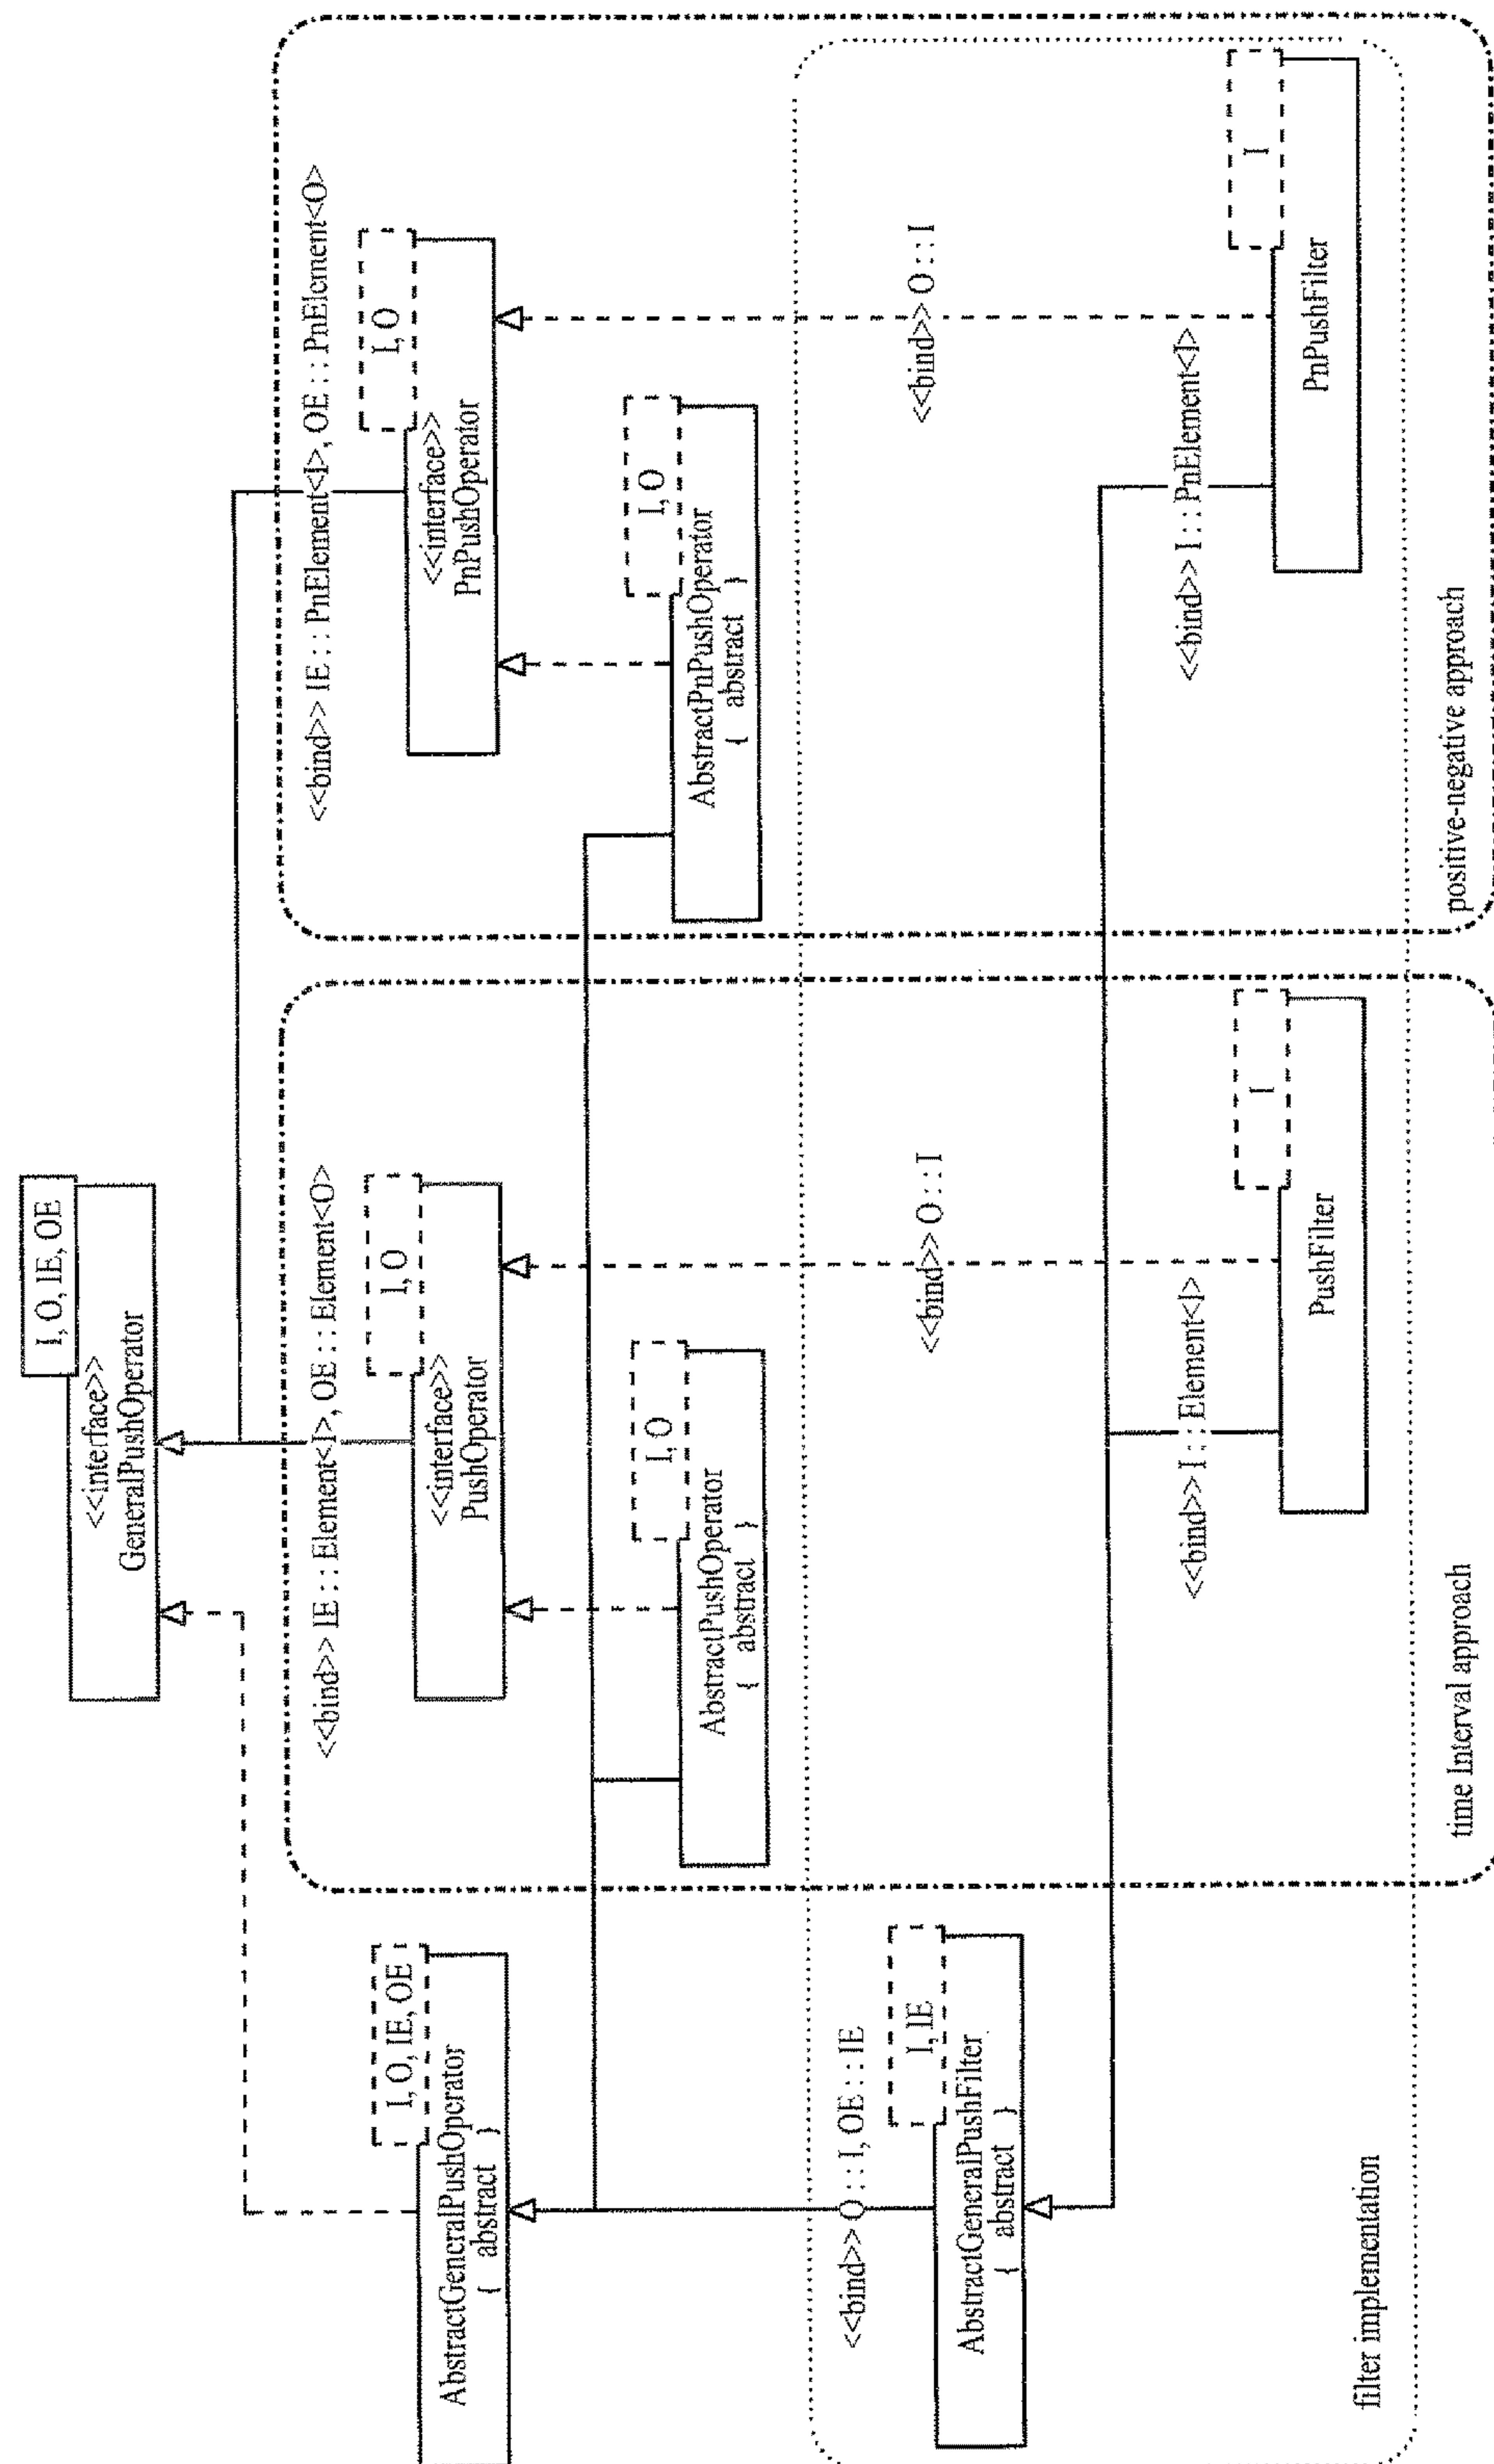 I, O, IE, OE
<<interface>>
GeneralPushOperator
<<bind>> IE : : Element<I>, OE : : Element<O>
<<bind>> IE : : PnElement<I>, OE : : PnElement<O>
I, O, IE, OE
AbstractGeneralPushOperator
{ abstract }
I, O
<<interface>>
PushOperator
I, O
<<interface>>
PnPushOperator
I, O
AbstractPushOperator
{ abstract }
I, O
AbstractPnPushOperator
{ abstract }
<<bind>> O : : I, OE : : IE
I, IE
AbstractGeneralPushFilter
{ abstract }
<<bind>> O : : I
<<bind>> O : : I
<<bind>> I : : Element<I>
<<bind>> I : : PnElement<I>
I
PushFilter
I
PnPushFilter
filter implementation
time Interval approach
positive-negative approach